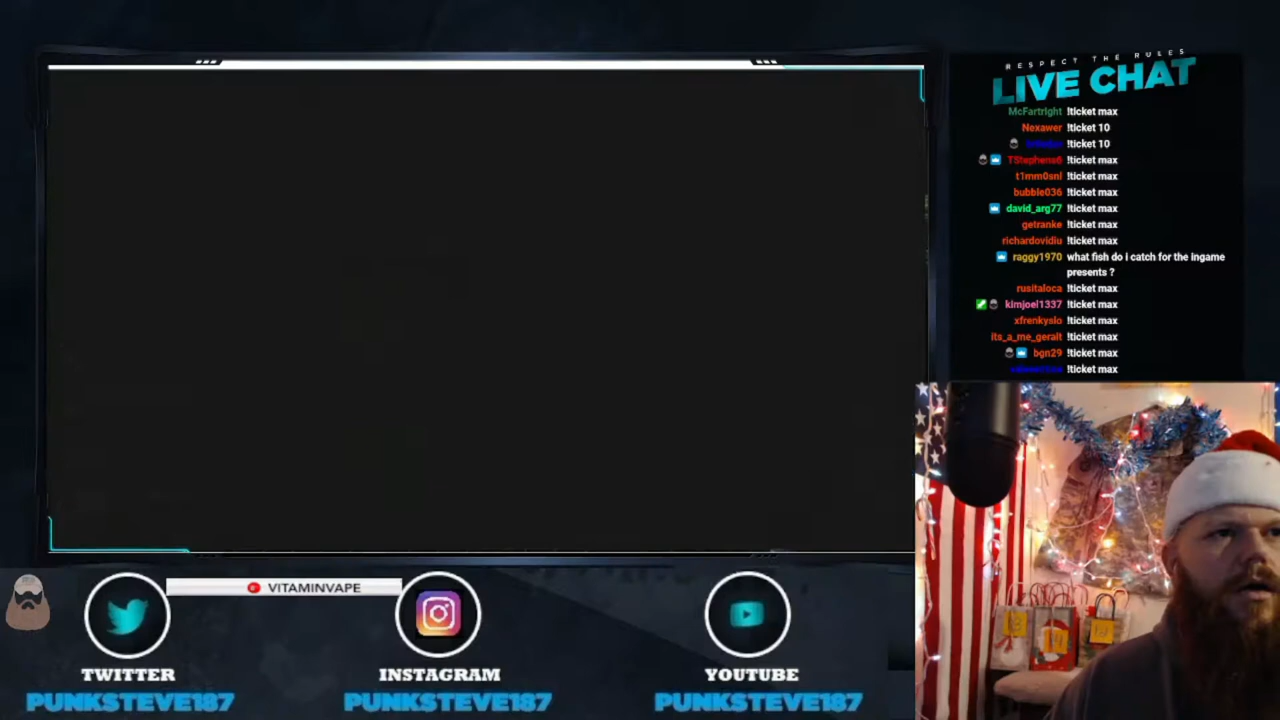 RESPECT THE RULES
LIVE CHAT
McFartright !ticket max
Nexawer !ticket 10
!ticket 10
TStephens6 !ticket max
t1mm0snl !ticket max
bubble036 !ticket max
david_arg77 !ticket max
getranke !ticket max
richardovidiu !ticket max
raggy1970 what fish do i catch for the ingame
presents ?
rusitaloca !ticket max
kimjoel1337 !ticket max
xfrenkyslo !ticket max
its_a_me_geralt !ticket max
bgn29 !ticket max
!ticket max
13
14
VITAMINVAPE
TWITTER
PUNKSTEVE187
INSTAGRAM
PUNKSTEVE187
YOUTUBE
PUNKSTEVE187